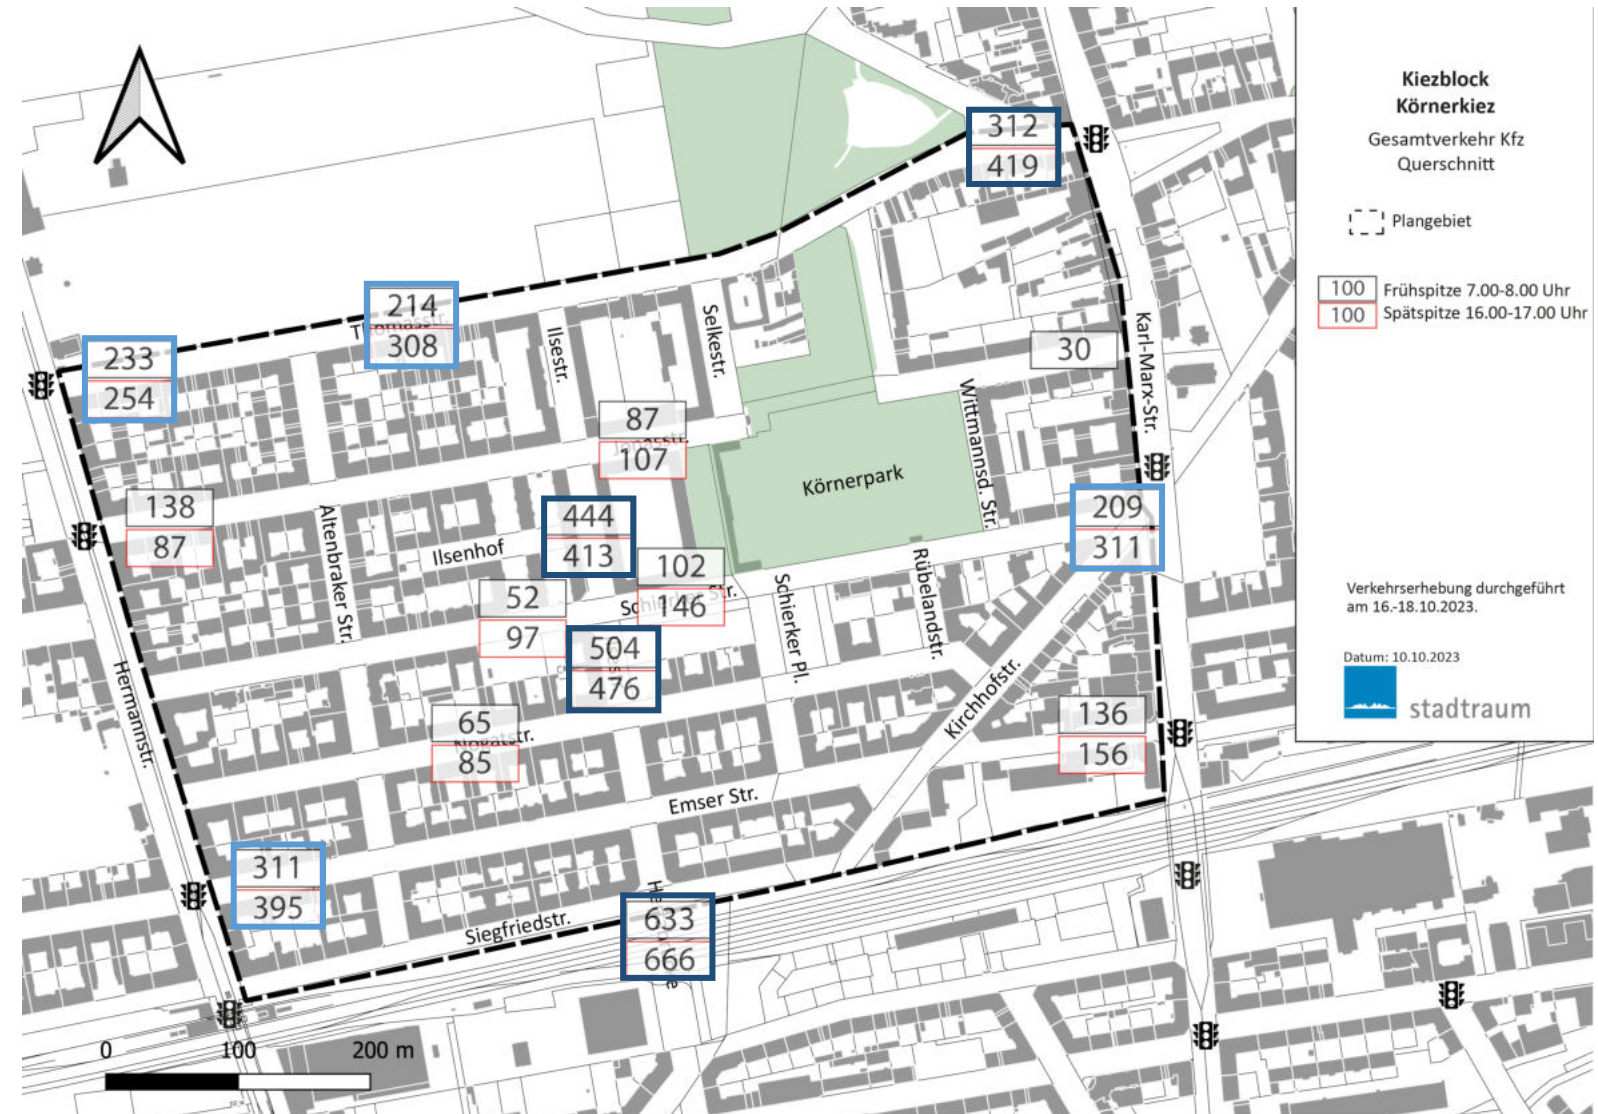 Kiezblock
Körnerkiez
Gesamtverkehr Kfz
Querschnitt
Plangebiet
100 Frühspitze 7.00-8.00 Uhr
100 Spätspitze 16.00-17.00 Uhr
Verkehrserhebung durchgeführt
am 16.-18.10.2023.
Datum: 10.10.2023
stadtraum
312
419
214
308
233
254
Ilsestr.
Selkestr.
Karl-Marx-Str.
30
87
107
Wittmannsd. Str.
Körnerpark
138
87
Altenbraker Str.
Ilsenhof
444
413
209
311
102
146
52
97
Schierker Pl.
Rübelandstr.
504
476
Hermannstr.
65
85
Kirchhofstr.
136
156
Emser Str.
311
395
Siegfriedstr.
633
666
0 100 200 m